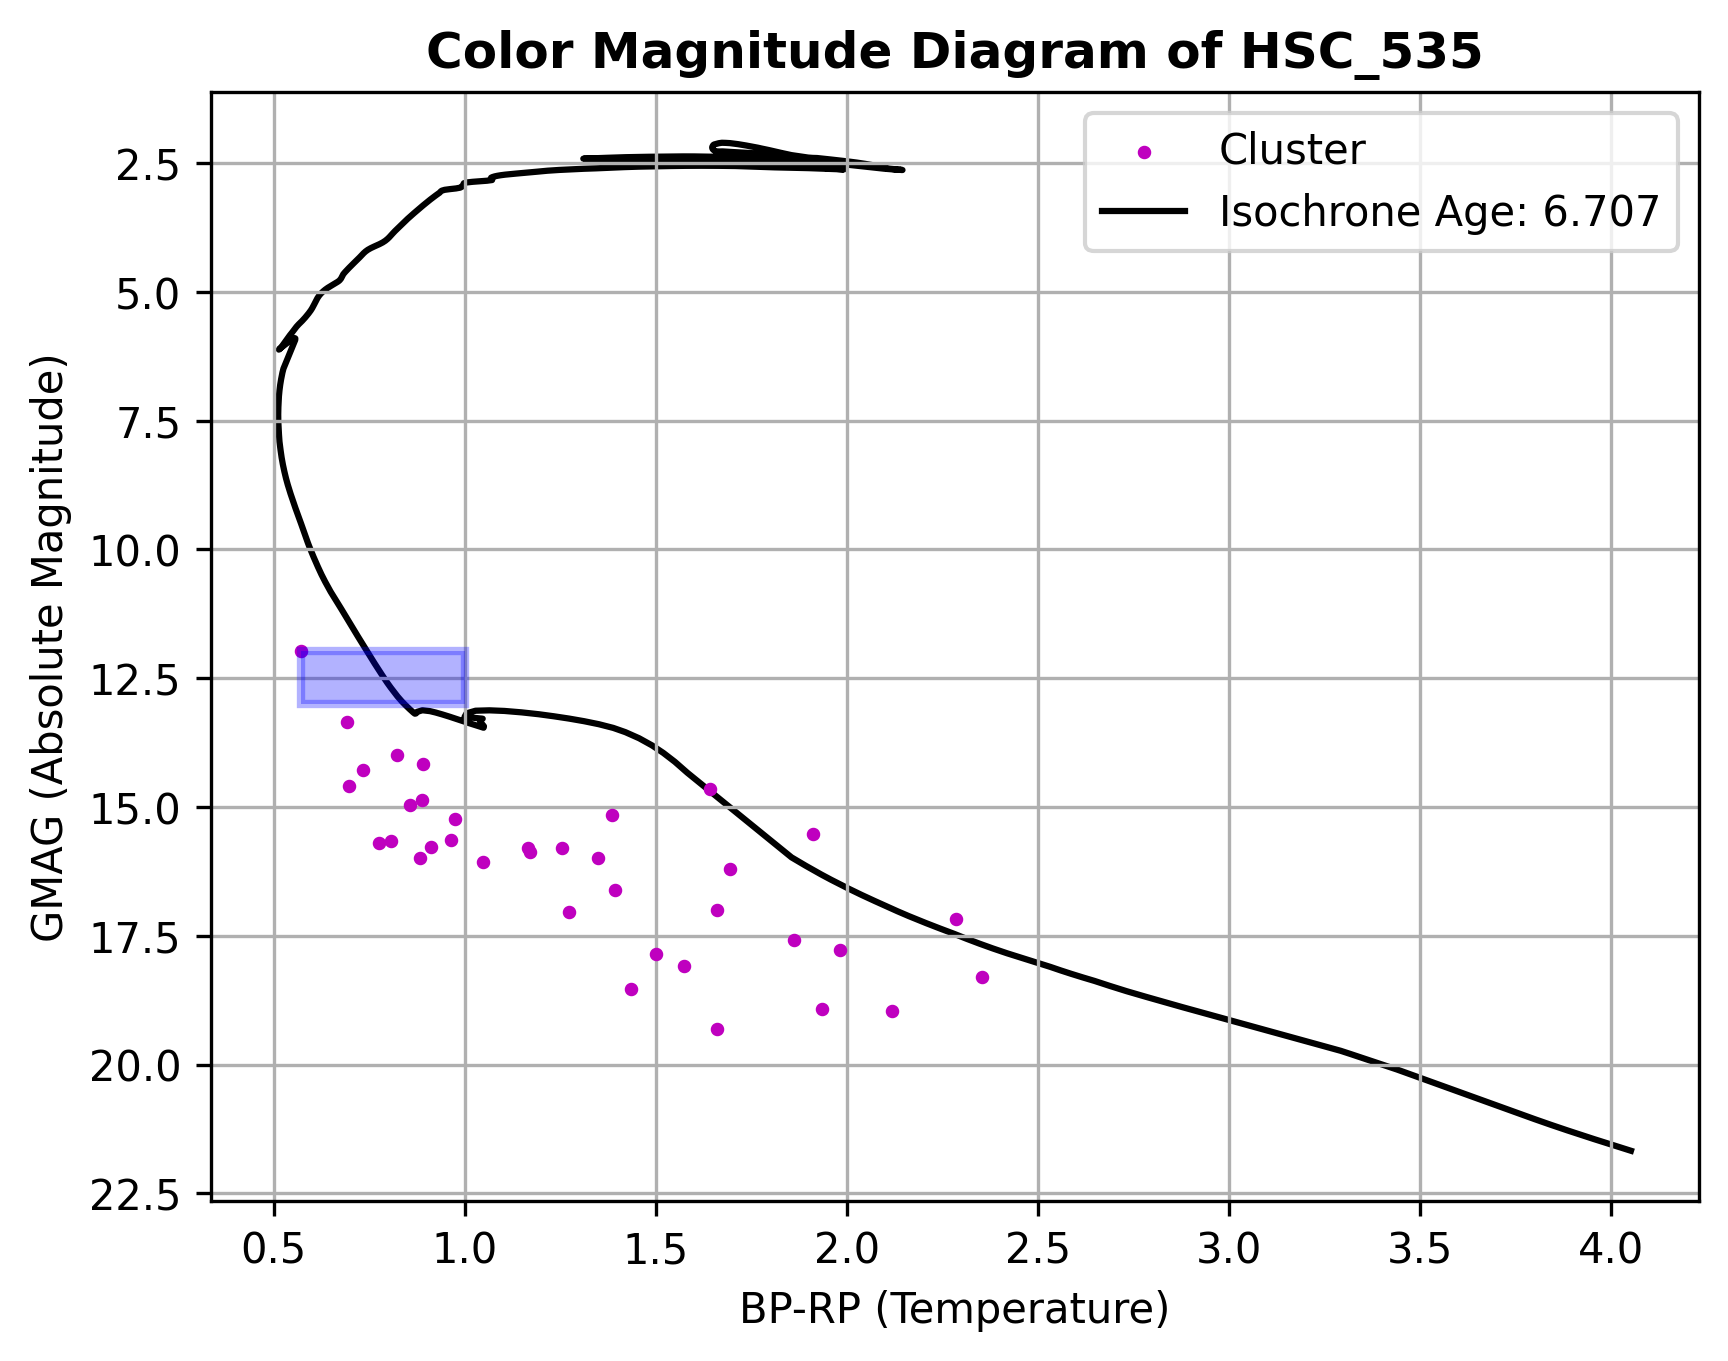 Color Magnitude Diagram of HSC_535
Cluster
Isochrone Age: 6.707
GMAG (Absolute Magnitude)
2.5
5.0
7.5
10.0
12.5
15.0
17.5
20.0
22.5
0.5 1.0 1.5 2.0 2.5 3.0 3.5 4.0
BP-RP (Temperature)